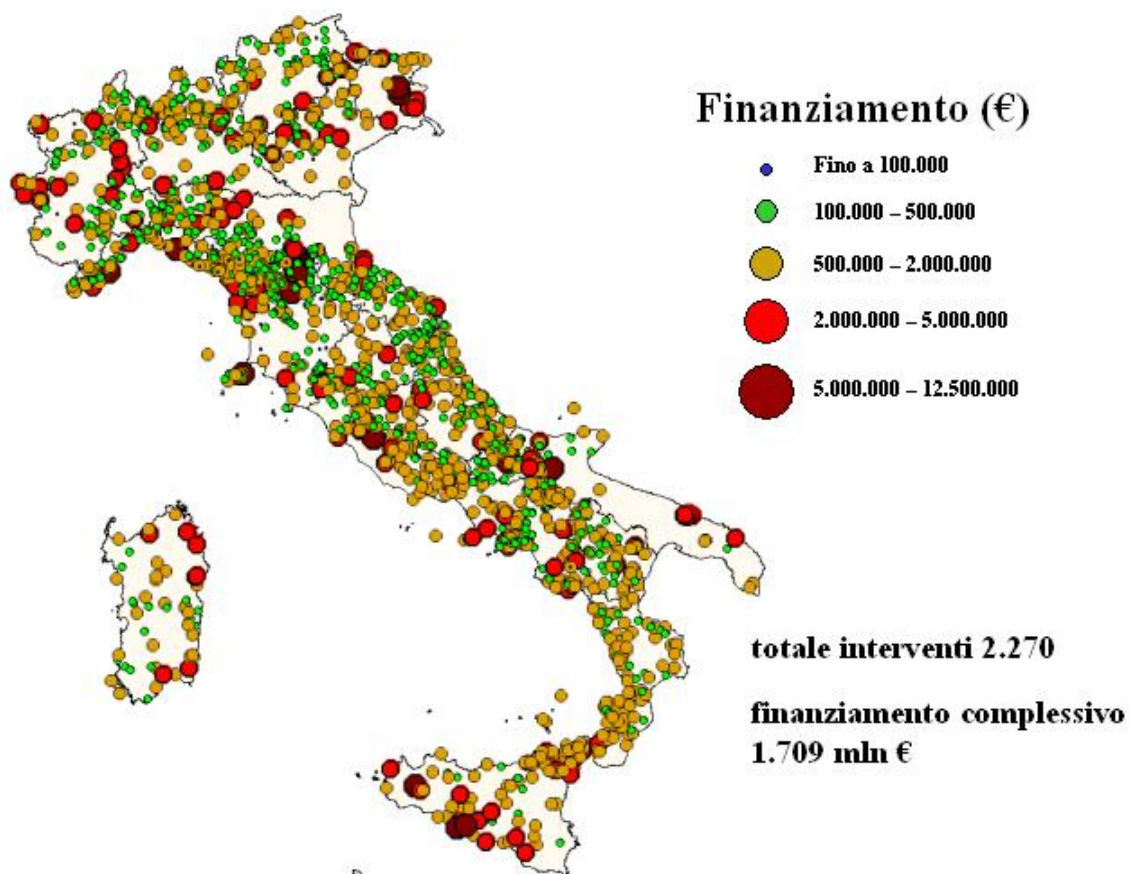 Finanziamento (€)
Fino a 100.000
100.000 – 500.000
500.000 – 2.000.000
2.000.000 – 5.000.000
5.000.000 – 12.500.000
totale interventi 2.270
finanziamento complessivo
1.709 mln €